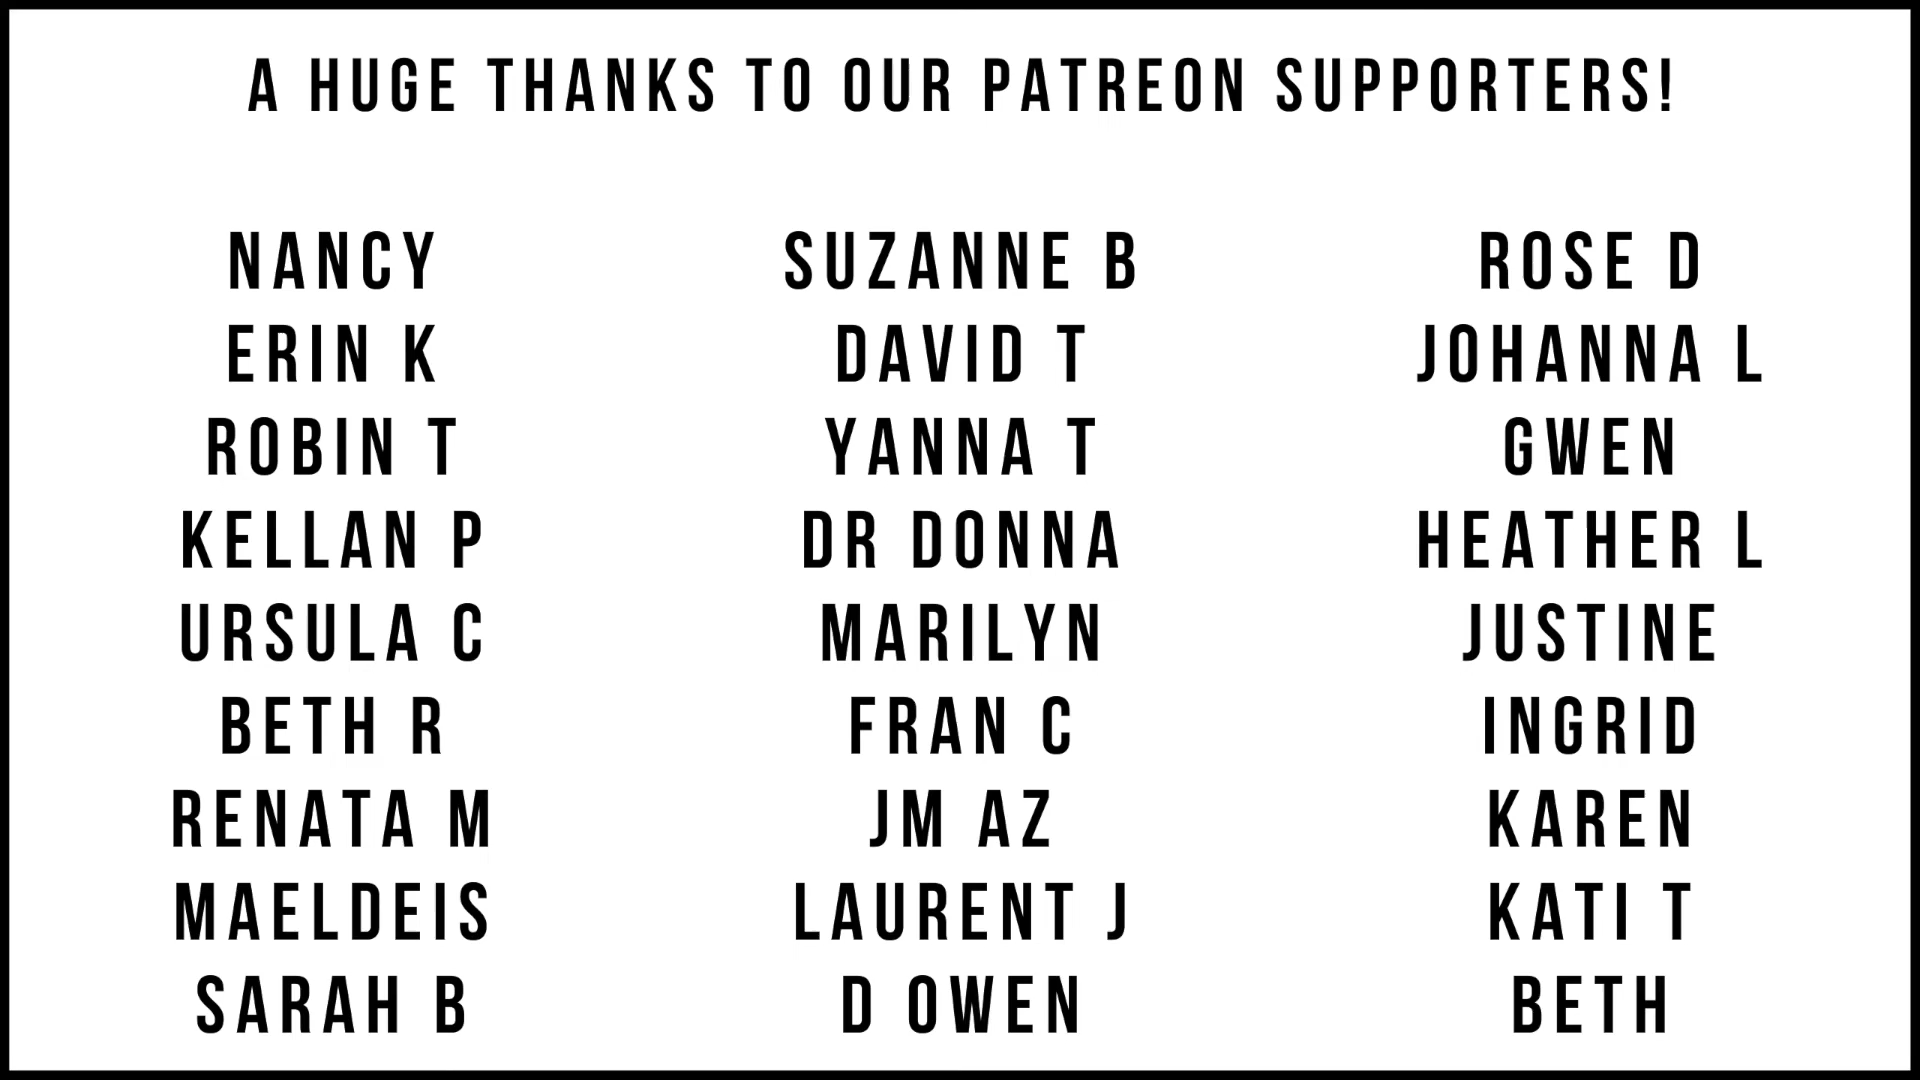 A HUGE THANKS TO OUR PATREON SUPPORTERS!
NANCY
ERIN K
ROBIN T
KELLAN P
URSULA C
BETH R
RENATA M
MAELDEIS
SARAH B
SUZANNE B
DAVID T
YANNA T
DR DONNA
MARILYN
FRAN C
JM AZ
LAURENT J
D OWEN
ROSE D
JOHANNA L
GWEN
HEATHER L
JUSTINE
INGRID
KAREN
KATI T
BETH